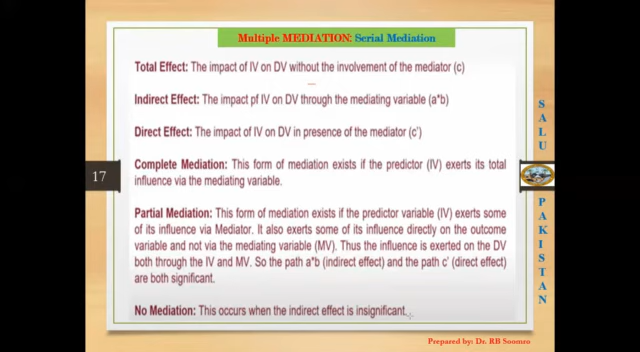 Multiple MEDIATION: Serial Mediation
Total Effect: The impact of IV on DV without the involvement of the mediator (c)
Indirect Effect: The impact pf IV on DV through the mediating variable (a*b)
Direct Effect: The impact of IV on DV in presence of the mediator (c')
Complete Mediation: This form of mediation exists if the predictor (IV) exerts its total
influence via the mediating variable.
Partial Mediation: This form of mediation exists if the predictor variable (IV) exerts some
of its influence via Mediator. It also exerts some of its influence directly on the outcome
variable and not via the mediating variable (MV). Thus the influence is exerted on the DV
both through the IV and MV. So the path a*b (indirect effect) and the path c' (direct effect)
are both significant.
No Mediation: This occurs when the indirect effect is insignificant.
17
SALU
PAKISTAN
Prepared by: Dr. RB Soomro